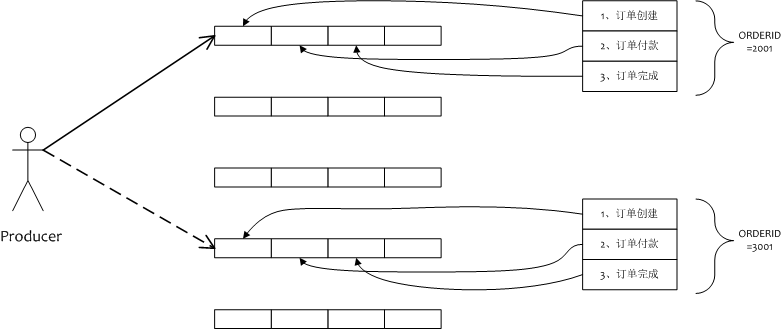 1、订单创建
2、订单付款
3、订单完成
ORDERID
=2001
Producer
1、订单创建
2、订单付款
3、订单完成
ORDERID
=3001